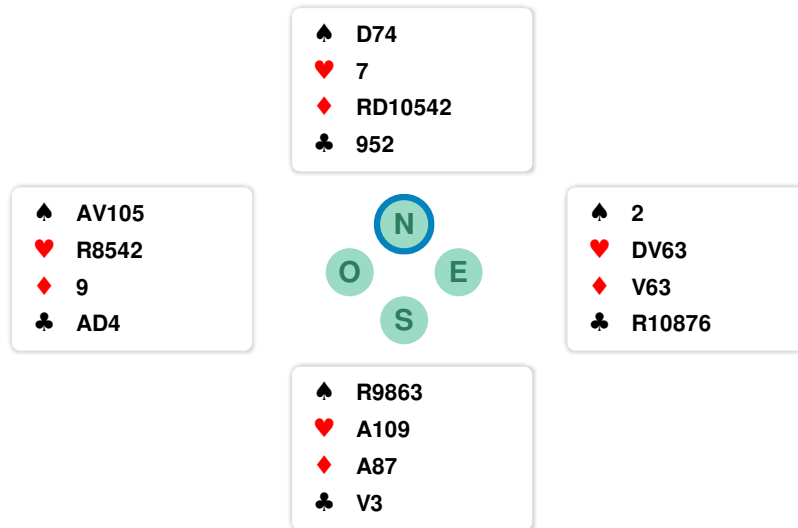 ♠ D74
♥ 7
♦ RD10542
♣ 952
♠ AV105
♥ R8542
♦ 9
♣ AD4
N
O E
S
♠ 2
♥ DV63
♦ V63
♣ R10876
♠ R9863
♥ A109
♦ A87
♣ V3